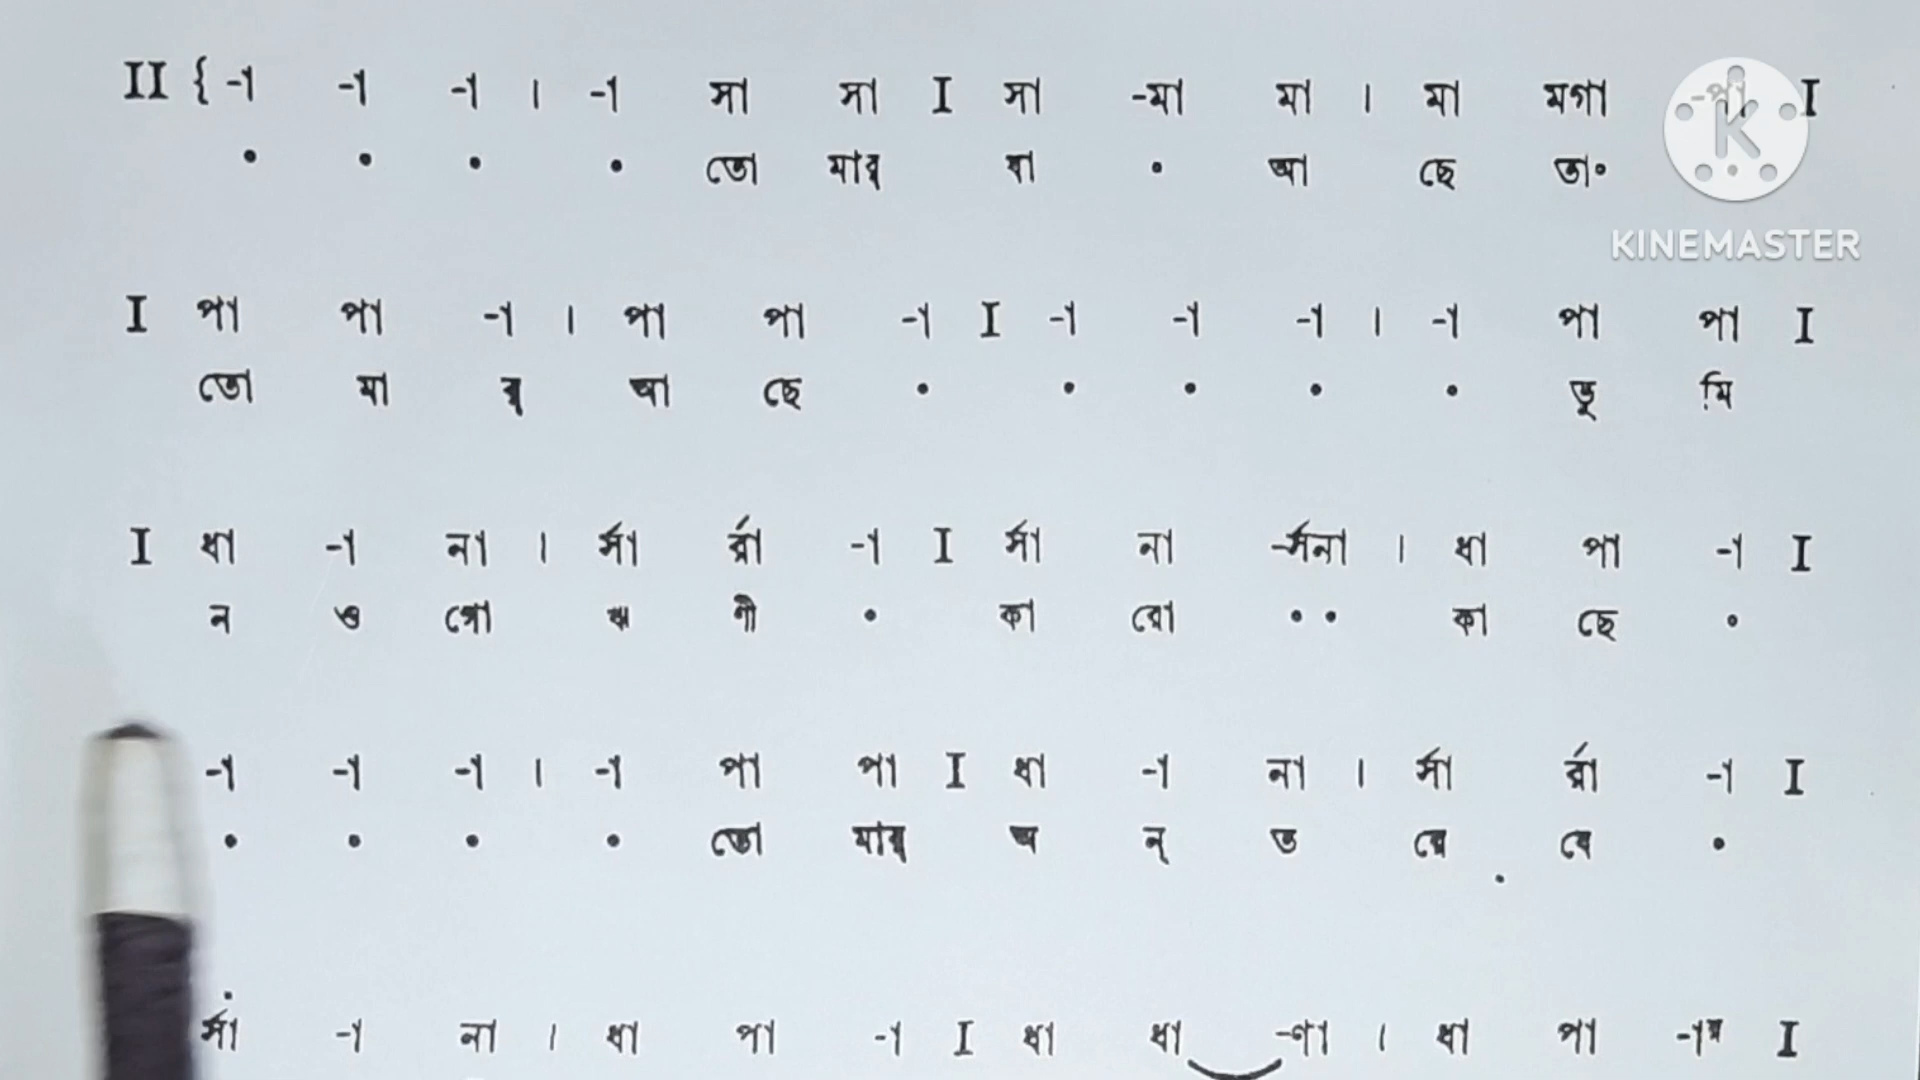 II { -া -া -া । -া সা সা I সা -মা মা । মা মগা -পা I
• • • • তো মার্ যা • আ ছে তা॰
KINEMASTER
I পা পা -া । পা পা -া I -া -া -া । -া পা পা I
তো মা র্ আ ছে • • • • • তু মি
I ধা -া না । র্সা র্রা -া I র্সা না -র্সনা । ধা পা -া I
ন ও গো ঋ ণী • কা রো • • কা ছে •
-া -া -া । -া পা পা I ধা -া না । র্সা র্রা -া I
• • • • তো মার্ অ ন্ ত রে রে •
র্সা -া না । ধা পা -া I ধা ধা -ণা । ধা পা -া I